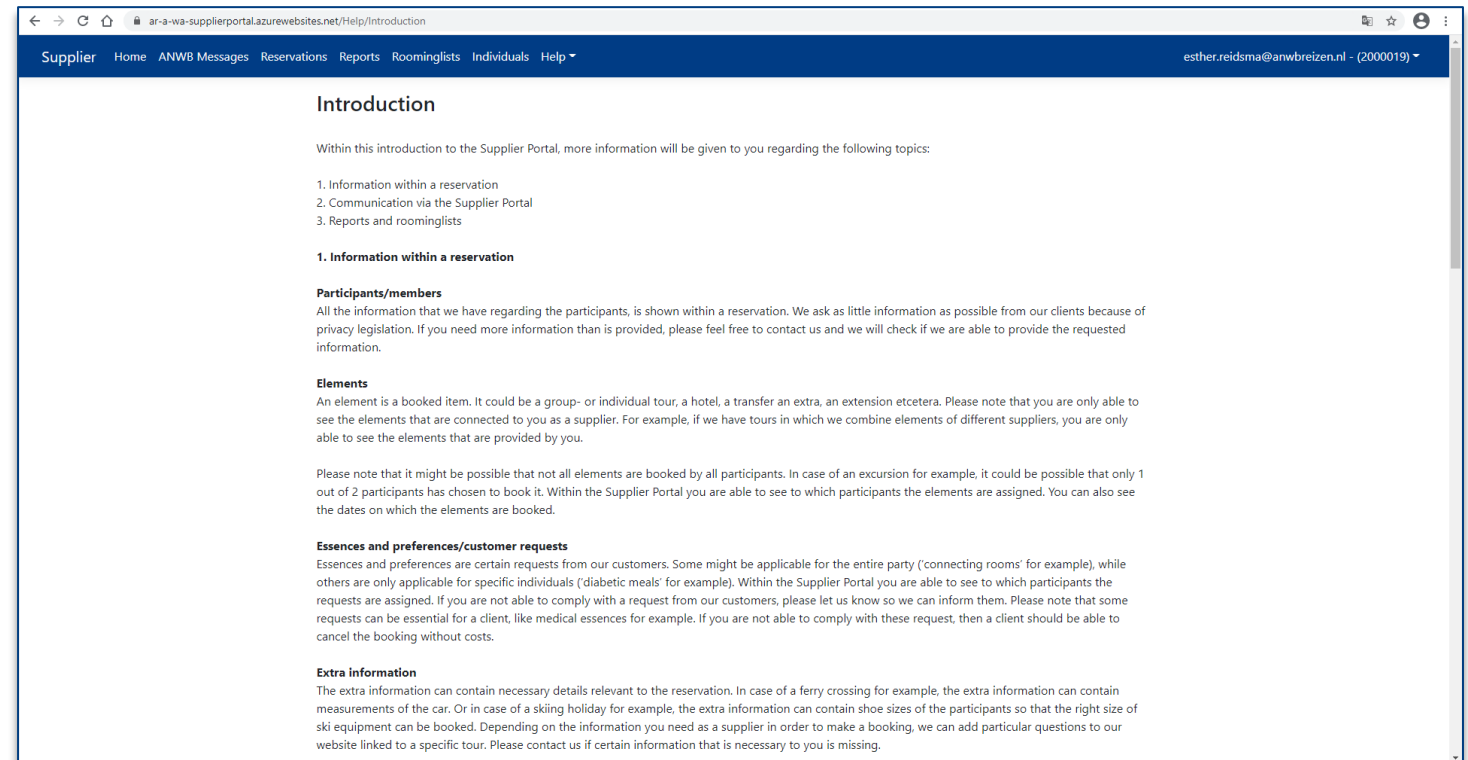 ar-a-wa-supplierportal.azurewebsites.net/Help/Introduction
Supplier Home ANWB Messages Reservations Reports Roominglists Individuals Help esther.reidsma@anwbreizen.nl - (2000019)
Introduction
Within this introduction to the Supplier Portal, more information will be given to you regarding the following topics:
1. Information within a reservation
2. Communication via the Supplier Portal
3. Reports and roominglists
1. Information within a reservation
Participants/members
All the information that we have regarding the participants, is shown within a reservation. We ask as little information as possible from our clients because of
privacy legislation. If you need more information than is provided, please feel free to contact us and we will check if we are able to provide the requested
information.
Elements
An element is a booked item. It could be a group- or individual tour, a hotel, a transfer an extra, an extension etcetera. Please note that you are only able to
see the elements that are connected to you as a supplier. For example, if we have tours in which we combine elements of different suppliers, you are only
able to see the elements that are provided by you.
Please note that it might be possible that not all elements are booked by all participants. In case of an excursion for example, it could be possible that only 1
out of 2 participants has chosen to book it. Within the Supplier Portal you are able to see to which participants the elements are assigned. You can also see
the dates on which the elements are booked.
Essences and preferences/customer requests
Essences and preferences are certain requests from our customers. Some might be applicable for the entire party ('connecting rooms' for example), while
others are only applicable for specific individuals ('diabetic meals' for example). Within the Supplier Portal you are able to see to which participants the
requests are assigned. If you are not able to comply with a request from our customers, please let us know so we can inform them. Please note that some
requests can be essential for a client, like medical essences for example. If you are not able to comply with these request, then a client should be able to
cancel the booking without costs.
Extra information
The extra information can contain necessary details relevant to the reservation. In case of a ferry crossing for example, the extra information can contain
measurements of the car. Or in case of a skiing holiday for example, the extra information can contain shoe sizes of the participants so that the right size of
ski equipment can be booked. Depending on the information you need as a supplier in order to make a booking, we can add particular questions to our
website linked to a specific tour. Please contact us if certain information that is necessary to you is missing.